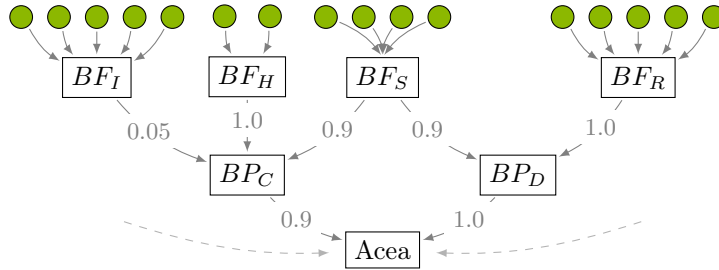 BF_I BF_H BF_S BF_R
0.05 1.0 0.9 0.9 1.0
BP_C BP_D
0.9 1.0
Acea